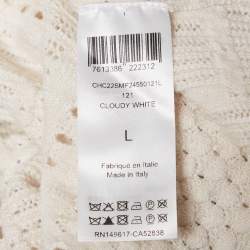 7613386 222312
CHC22SMF74550121L
121
CLOUDY WHITE
L
Fabriqué en Italie
Made in Italy
RN149617-CA52838